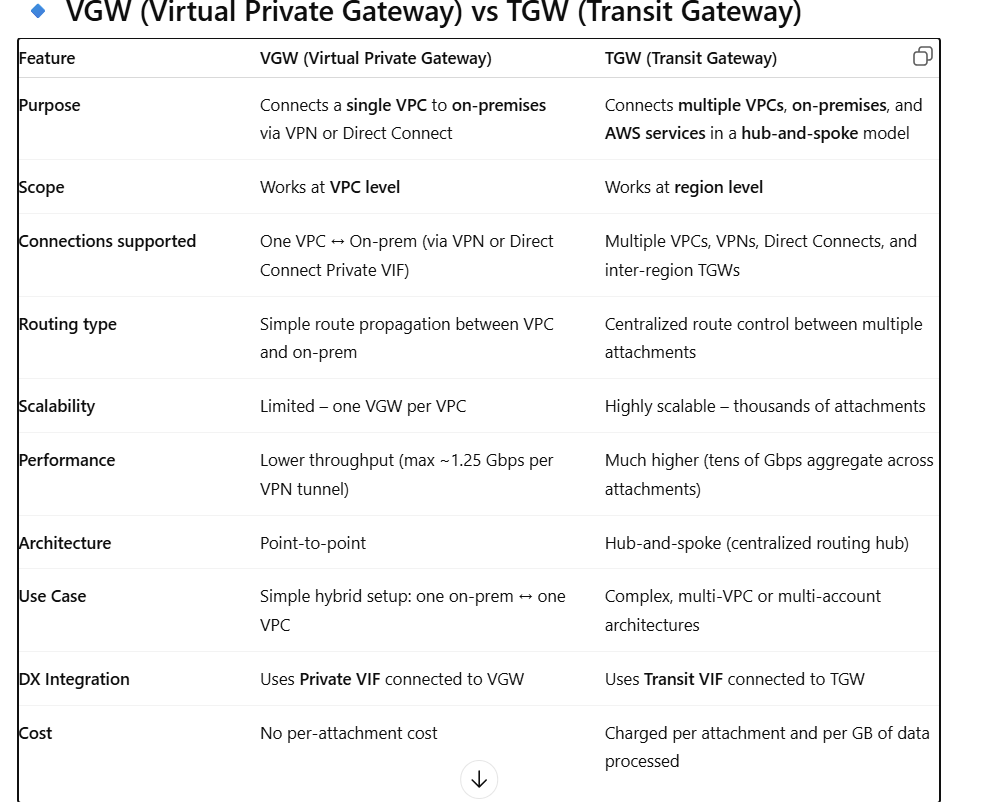 VGW (Virtual Private Gateway) vs TGW (Transit Gateway)
Feature VGW (Virtual Private Gateway) TGW (Transit Gateway)
Purpose Connects a single VPC to on-premises Connects multiple VPCs, on-premises, and
via VPN or Direct Connect AWS services in a hub-and-spoke model
Scope Works at VPC level Works at region level
Connections supported One VPC ↔ On-prem (via VPN or Direct Multiple VPCs, VPNs, Direct Connects, and
Connect Private VIF) inter-region TGWs
Routing type Simple route propagation between VPC Centralized route control between multiple
and on-prem attachments
Scalability Limited – one VGW per VPC Highly scalable – thousands of attachments
Performance Lower throughput (max ~1.25 Gbps per Much higher (tens of Gbps aggregate across
VPN tunnel) attachments)
Architecture Point-to-point Hub-and-spoke (centralized routing hub)
Use Case Simple hybrid setup: one on-prem ↔ one Complex, multi-VPC or multi-account
VPC architectures
DX Integration Uses Private VIF connected to VGW Uses Transit VIF connected to TGW
Cost No per-attachment cost Charged per attachment and per GB of data
processed